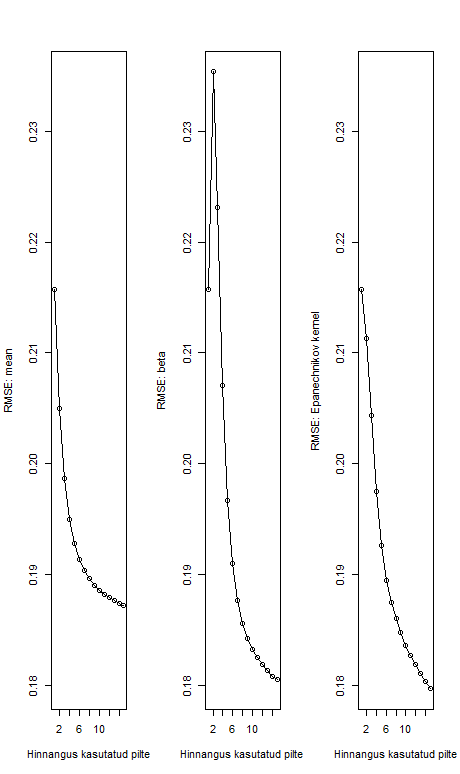 RMSE: mean
0.18 0.19 0.20 0.21 0.22 0.23
2 6 10
Hinnangus kasutatud pilte
RMSE: beta
0.18 0.19 0.20 0.21 0.22 0.23
2 6 10
Hinnangus kasutatud pilte
RMSE: Epanechnikov kernel
0.18 0.19 0.20 0.21 0.22 0.23
2 6 10
Hinnangus kasutatud pilte